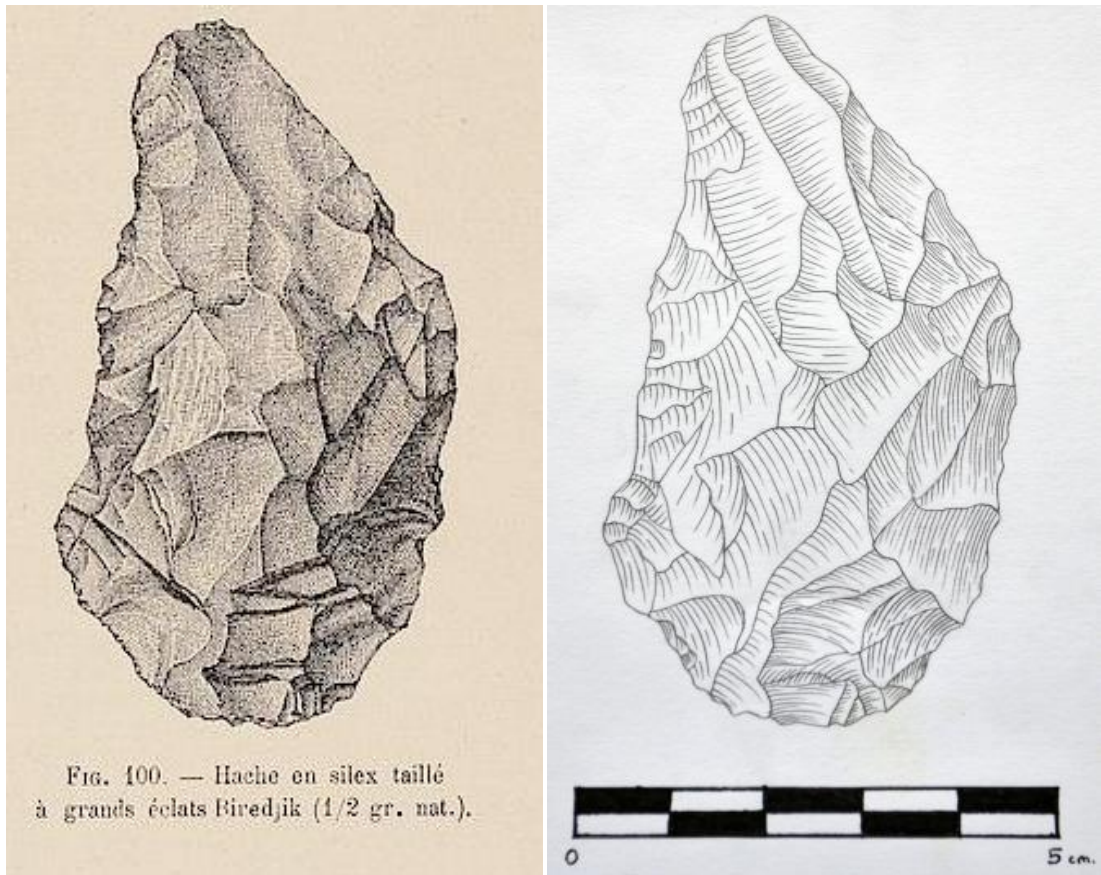 FIG. 100. — Hache en silex taillé
à grands éclats Biredjik (1/2 gr. nat.).
0 5 cm.